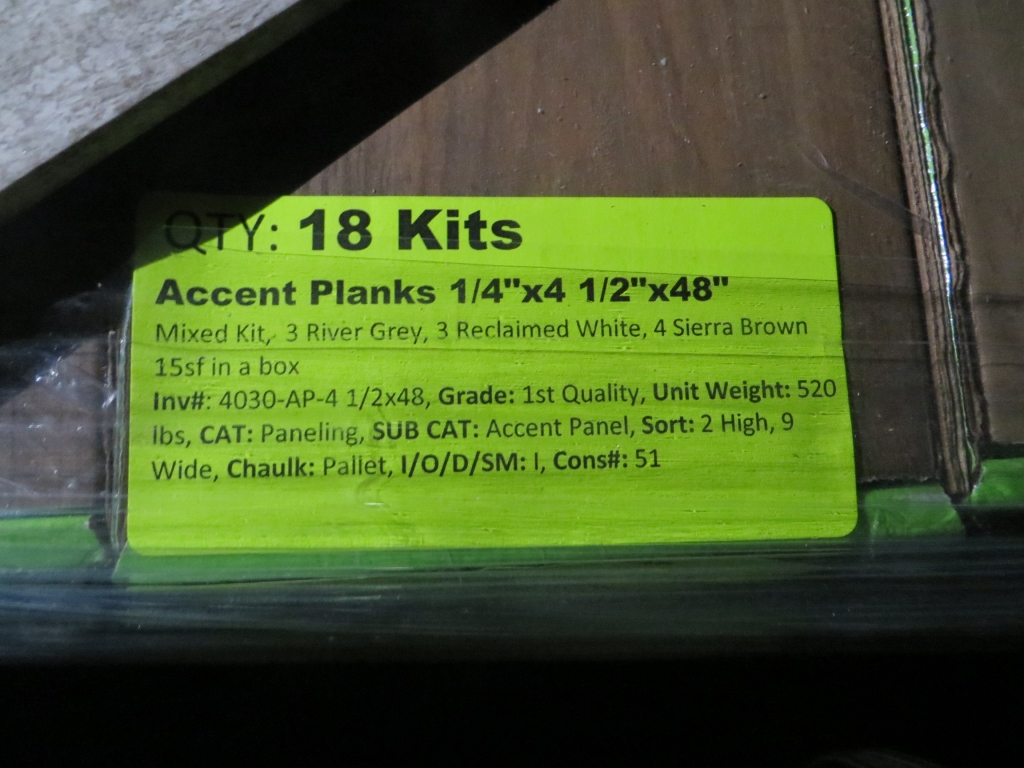 QTY: 18 Kits
Accent Planks 1/4"x4 1/2"x48"
Mixed Kit, 3 River Grey, 3 Reclaimed White, 4 Sierra Brown
15sf in a box
Inv#: 4030-AP-4 1/2x48, Grade: 1st Quality, Unit Weight: 520
lbs, CAT: Paneling, SUB CAT: Accent Panel, Sort: 2 High, 9
Wide, Chaulk: Pallet, I/O/D/SM: I, Cons#: 51